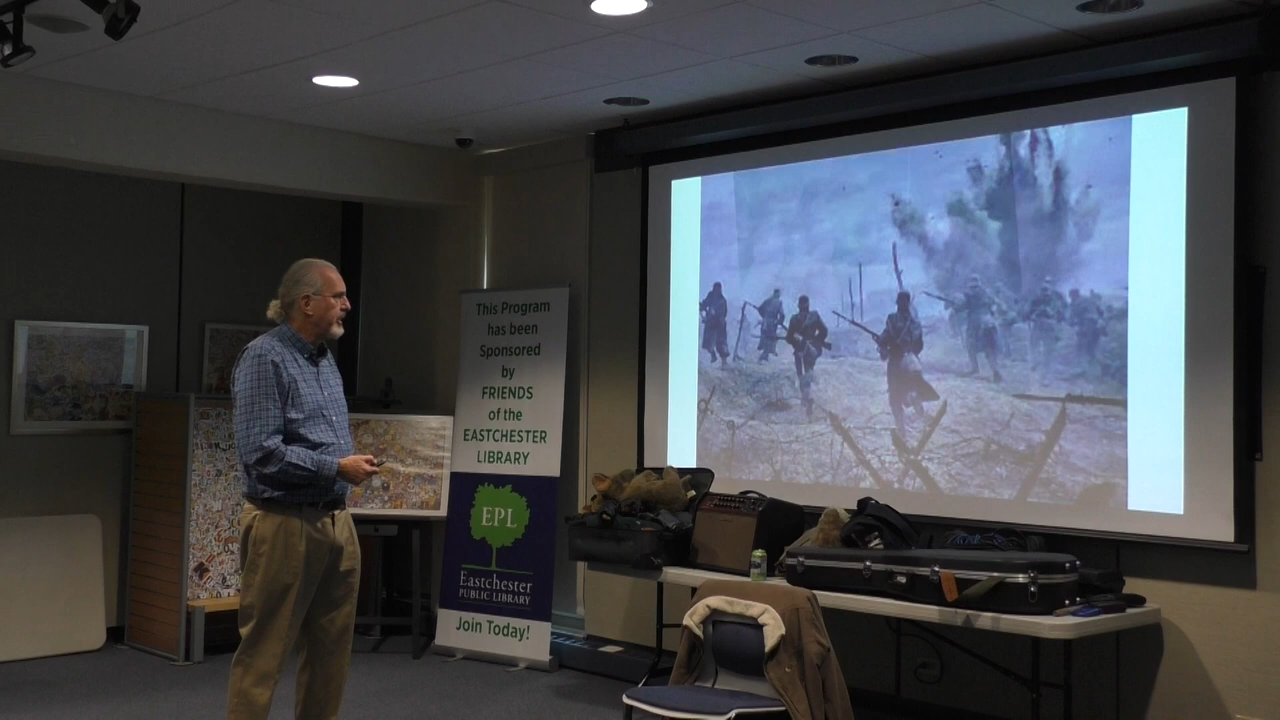 This Program
has been
Sponsored
by
FRIENDS
of the
EASTCHESTER
LIBRARY
EPL
Eastchester
PUBLIC LIBRARY
Join Today!